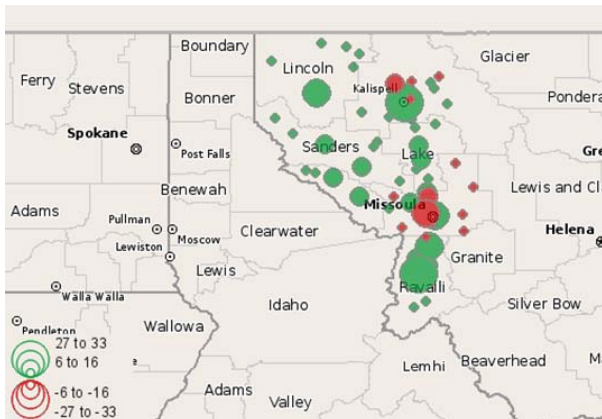 Boundary
Glacier
Lincoln
Ferry
Stevens
Kalispell
Bonner
Pondera
Spokane
Post Falls
Sanders
Lake
Gre
Benewah
Lewis and Cl
Adams
Missoula
Pullman
Moscow
Clearwater
Helena
Lewiston
Granite
Lewis
Walla Walla
Idaho
Ravalli
Silver Bow
Pendleton
Wallowa
27 to 33
6 to 16
e
Lemhi
Beaverhead
Ma
-6 to -16
-27 to -33
Adams
Valley